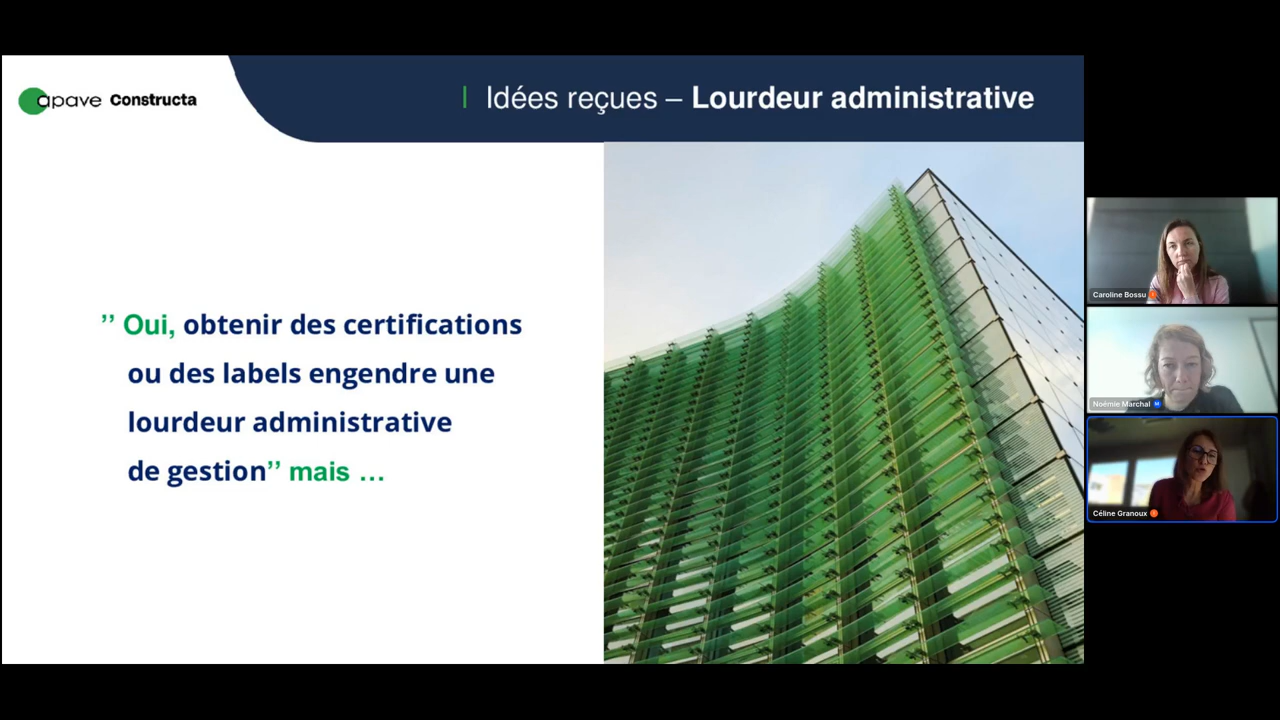 apave Constructa
| Idées reçues – Lourdeur administrative
’’ Oui, obtenir des certifications
ou des labels engendre une
lourdeur administrative
de gestion’’ mais …
Caroline Bossu
Noémie Marchal
Céline Granoux